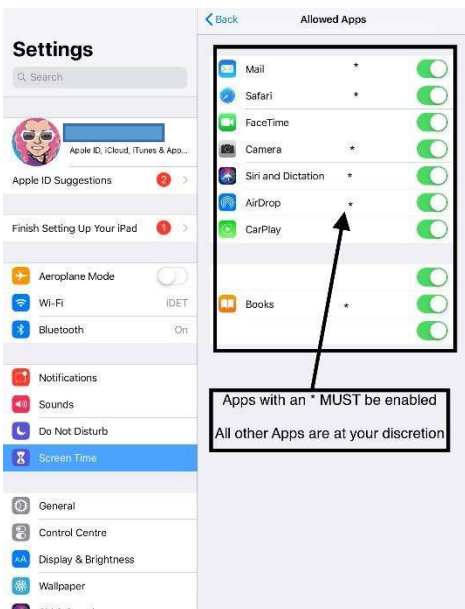 Back
Allowed Apps
Settings
Search
Apple ID, iCloud, iTunes & App...
Apple ID Suggestions 1
Finish Setting Up Your iPad 1
Aeroplane Mode
Wi-Fi iDET
Bluetooth On
Notifications
Sounds
Do Not Disturb
Screen Time
General
Control Centre
AA Display & Brightness
Wallpaper
Mail *
Safari *
FaceTime
Camera *
Siri and Dictation *
AirDrop *
CarPlay
Books *
Apps with an * MUST be enabled
All other Apps are at your discretion